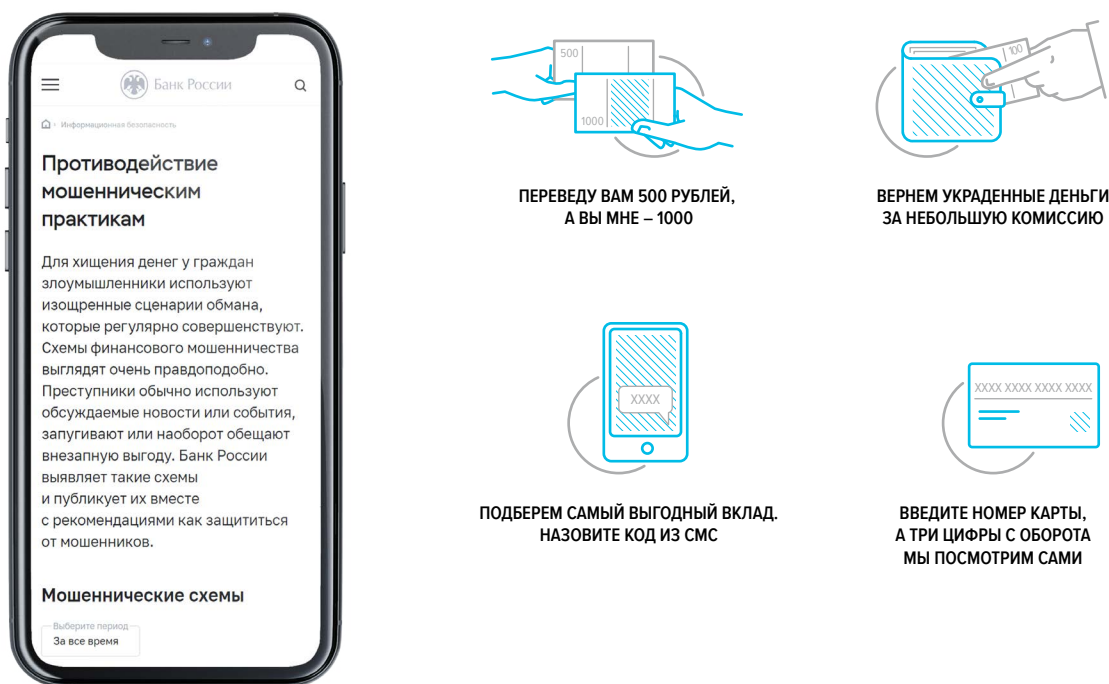 Банк России
Информационная безопасность
Противодействие
мошенническим
практикам
Для хищения денег у граждан
злоумышленники используют
изощренные сценарии обмана,
которые регулярно совершенствуют.
Схемы финансового мошенничества
выглядят очень правдоподобно.
Преступники обычно используют
обсуждаемые новости или события,
запугивают или наоборот обещают
внезапную выгоду. Банк России
выявляет такие схемы
и публикует их вместе
с рекомендациями как защититься
от мошенников.
Мошеннические схемы
Выберите период
За все время
500
1000
ПЕРЕВЕДУ ВАМ 500 РУБЛЕЙ,
А ВЫ МНЕ – 1000
100
ВЕРНЕМ УКРАДЕННЫЕ ДЕНЬГИ
ЗА НЕБОЛЬШУЮ КОМИССИЮ
XXXX
ПОДБЕРЕМ САМЫЙ ВЫГОДНЫЙ ВКЛАД.
НАЗОВИТЕ КОД ИЗ СМС
XXXX XXXX XXXX XXXX
ВВЕДИТЕ НОМЕР КАРТЫ,
А ТРИ ЦИФРЫ С ОБОРОТА
МЫ ПОСМОТРИМ САМИ